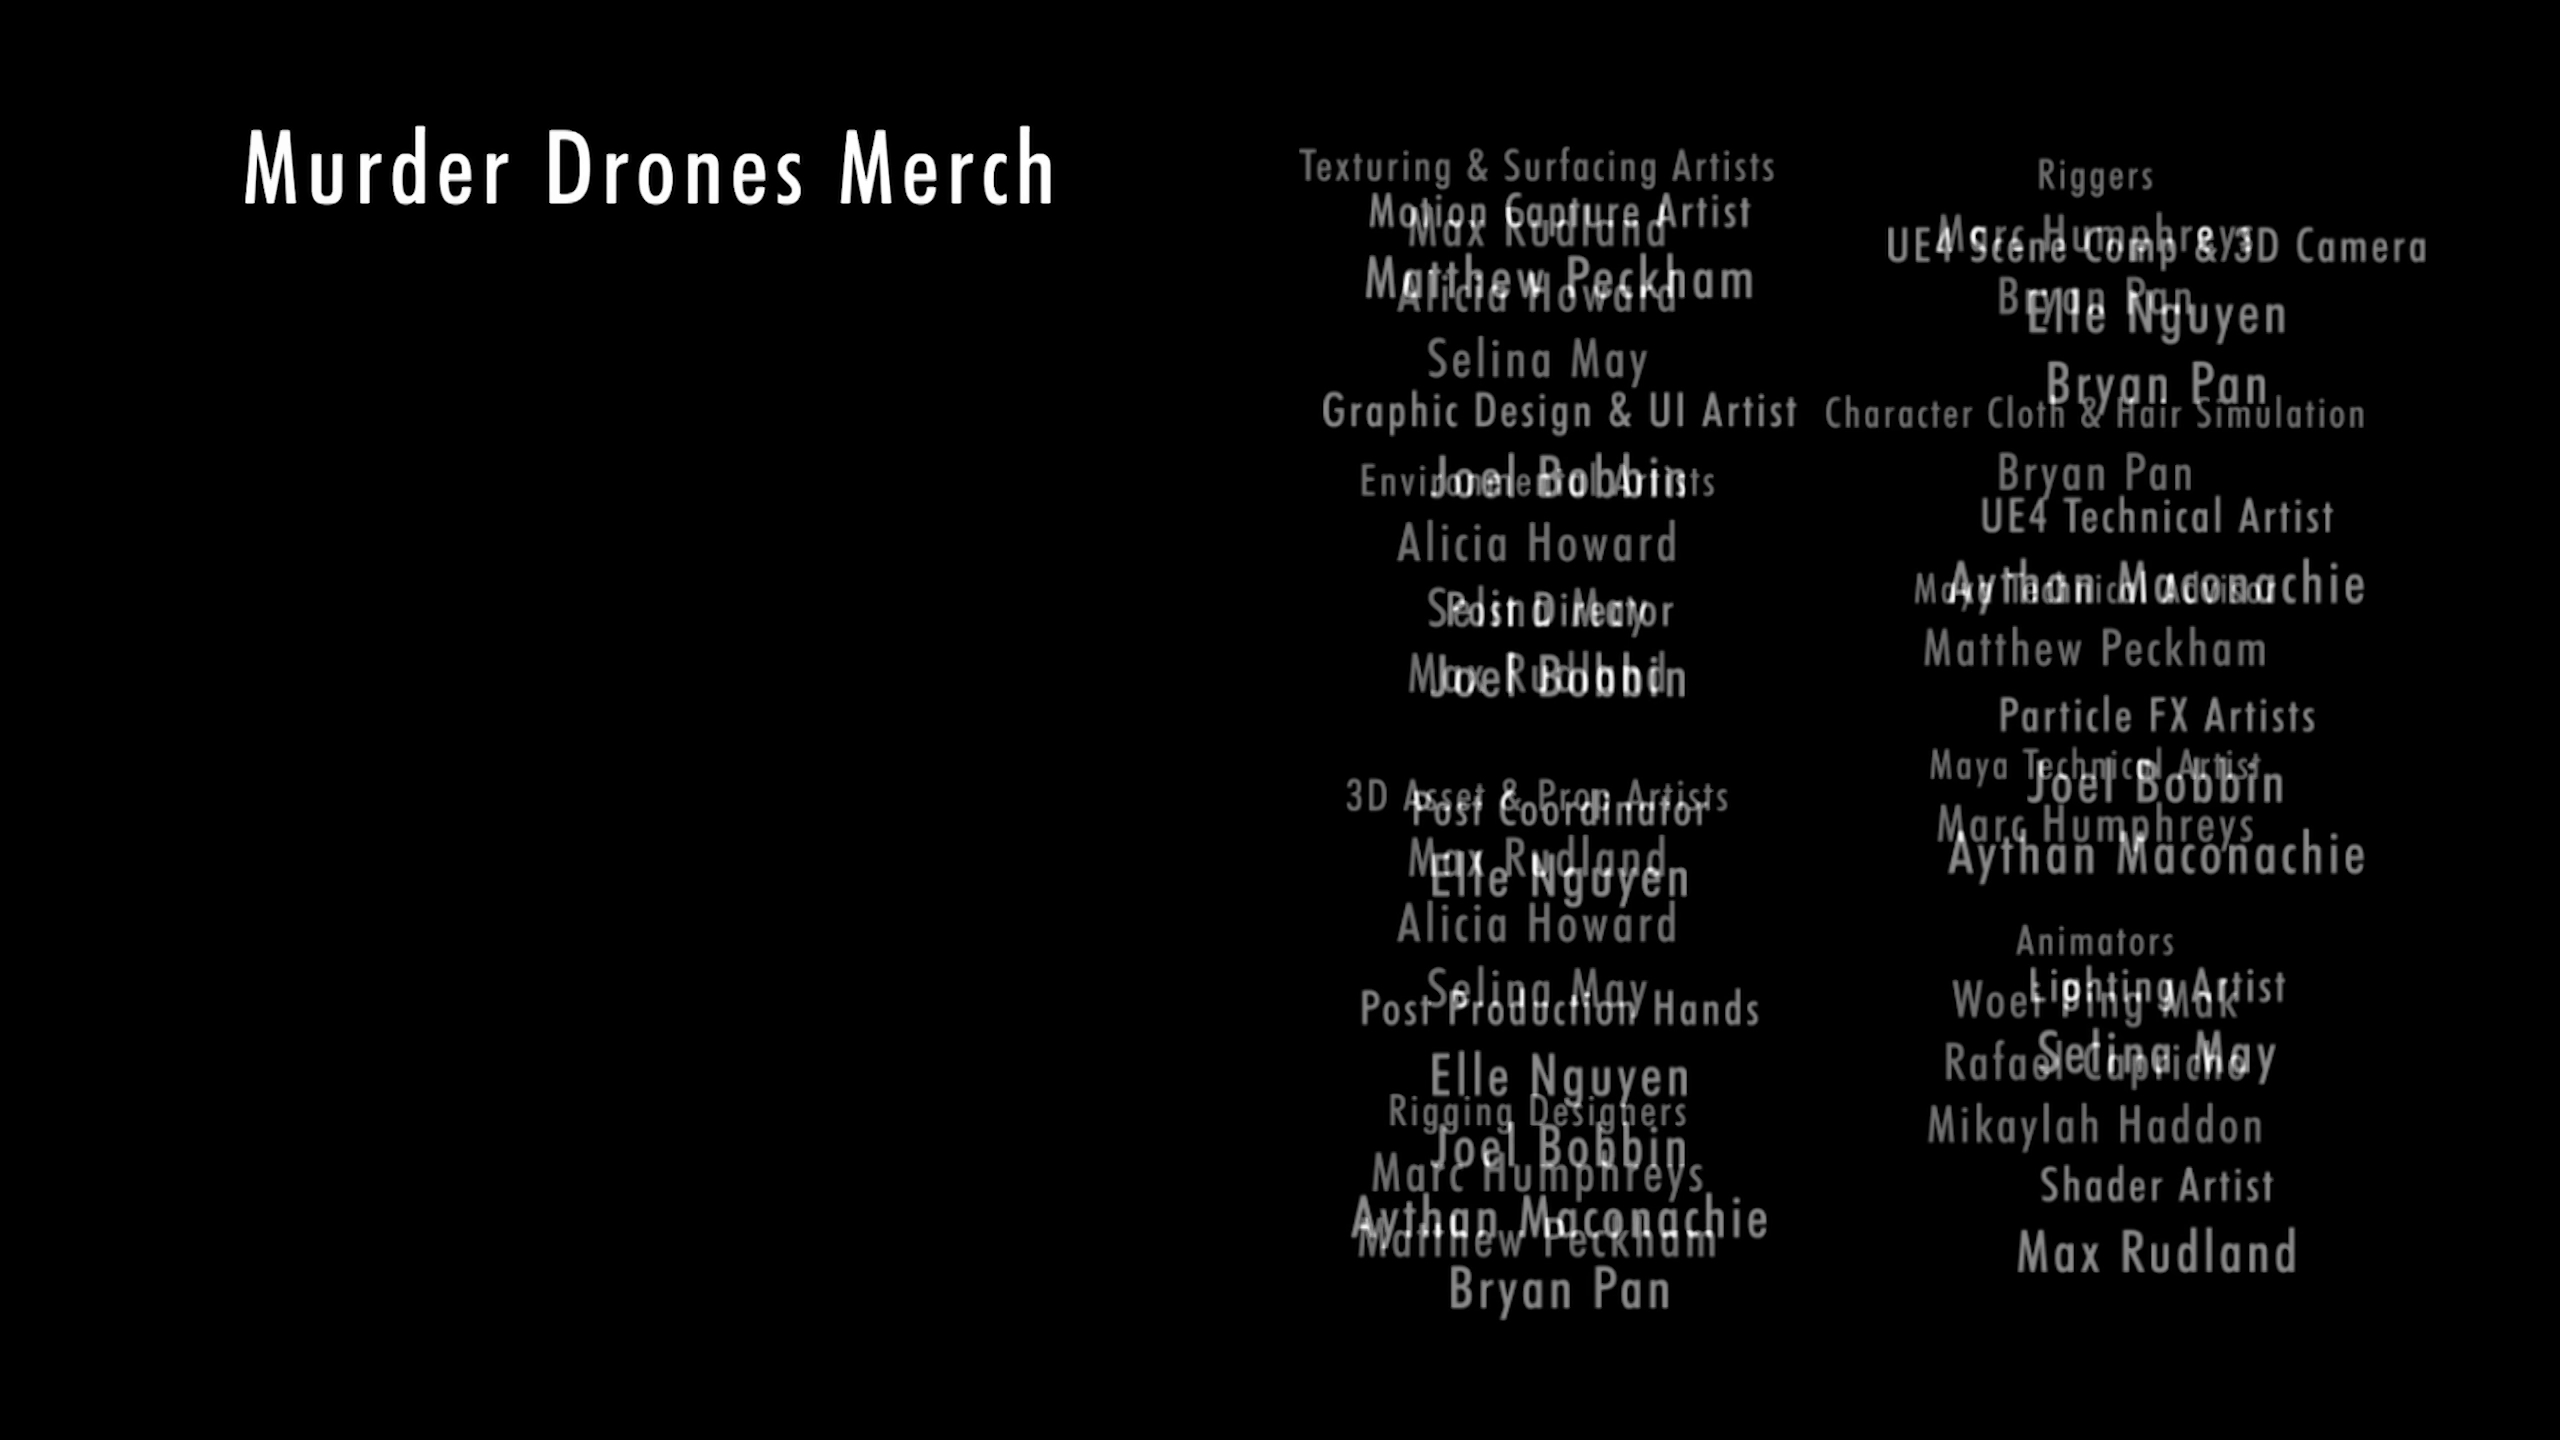 Murder Drones Merch
Texturing & Surfacing Artists
Max Rudland
Alicia Howard
Selina May
Environmental Artists
Alicia Howard
Selina May
Max Rudland
3D Asset & Prop Artists
Max Rudland
Alicia Howard
Selina May
Rigging Designers
Marc Humphreys
Matthew Peckham
Riggers
Marc Humphreys
Bryan Pan
Character Cloth & Hair Simulation
Bryan Pan
Maya Technical Advisor
Matthew Peckham
Maya Technical Artist
Marc Humphreys
Animators
Woei Ping Mak
Rafael Capricho
Mikaylah Haddon
Motion Capture Artist
Matthew Peckham
Graphic Design & UI Artist
Joel Bobbin
Post Director
Joel Bobbin
Post Coordinator
Elle Nguyen
Post Production Hands
Elle Nguyen
Joel Bobbin
Aythan Maconachie
Bryan Pan
UE4 Scene Comp & 3D Camera
Elle Nguyen
Bryan Pan
UE4 Technical Artist
Aythan Maconachie
Particle FX Artists
Joel Bobbin
Aythan Maconachie
Lighting Artist
Selina May
Shader Artist
Max Rudland